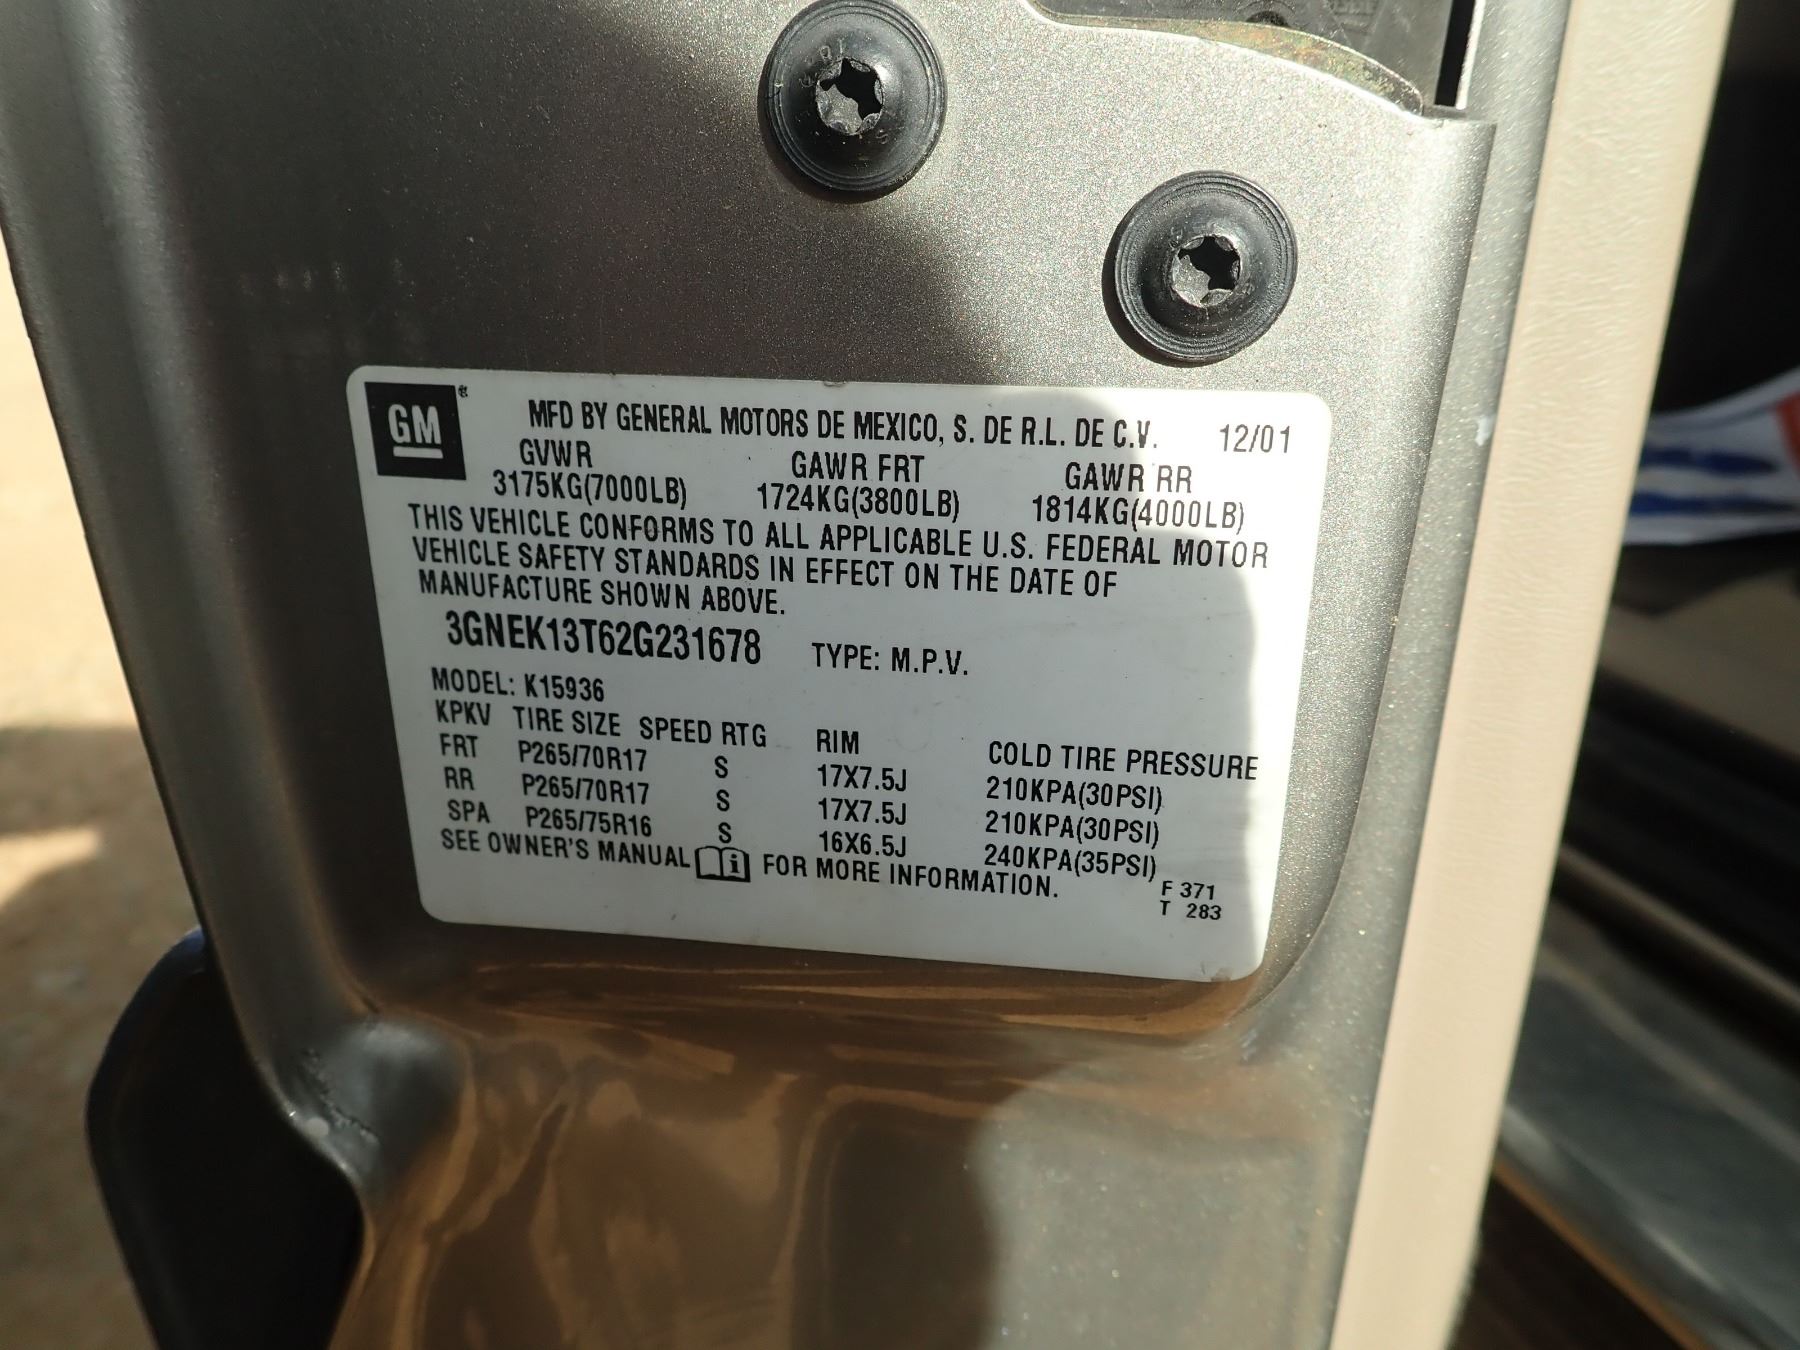 GM ® MFD BY GENERAL MOTORS DE MEXICO, S. DE R.L. DE C.V. 12/01
GVWR GAWR FRT GAWR RR
3175KG(7000LB) 1724KG(3800LB) 1814KG(4000LB)
THIS VEHICLE CONFORMS TO ALL APPLICABLE U.S. FEDERAL MOTOR
VEHICLE SAFETY STANDARDS IN EFFECT ON THE DATE OF
MANUFACTURE SHOWN ABOVE.
3GNEK13T62G231678 TYPE: M.P.V.
MODEL: K15936
KPKV TIRE SIZE SPEED RTG RIM COLD TIRE PRESSURE
FRT P265/70R17 S 17X7.5J 210KPA(30PSI)
RR P265/70R17 S 17X7.5J 210KPA(30PSI)
SPA P265/75R16 S 16X6.5J 240KPA(35PSI)
SEE OWNER'S MANUAL i FOR MORE INFORMATION.
F 371
T 283